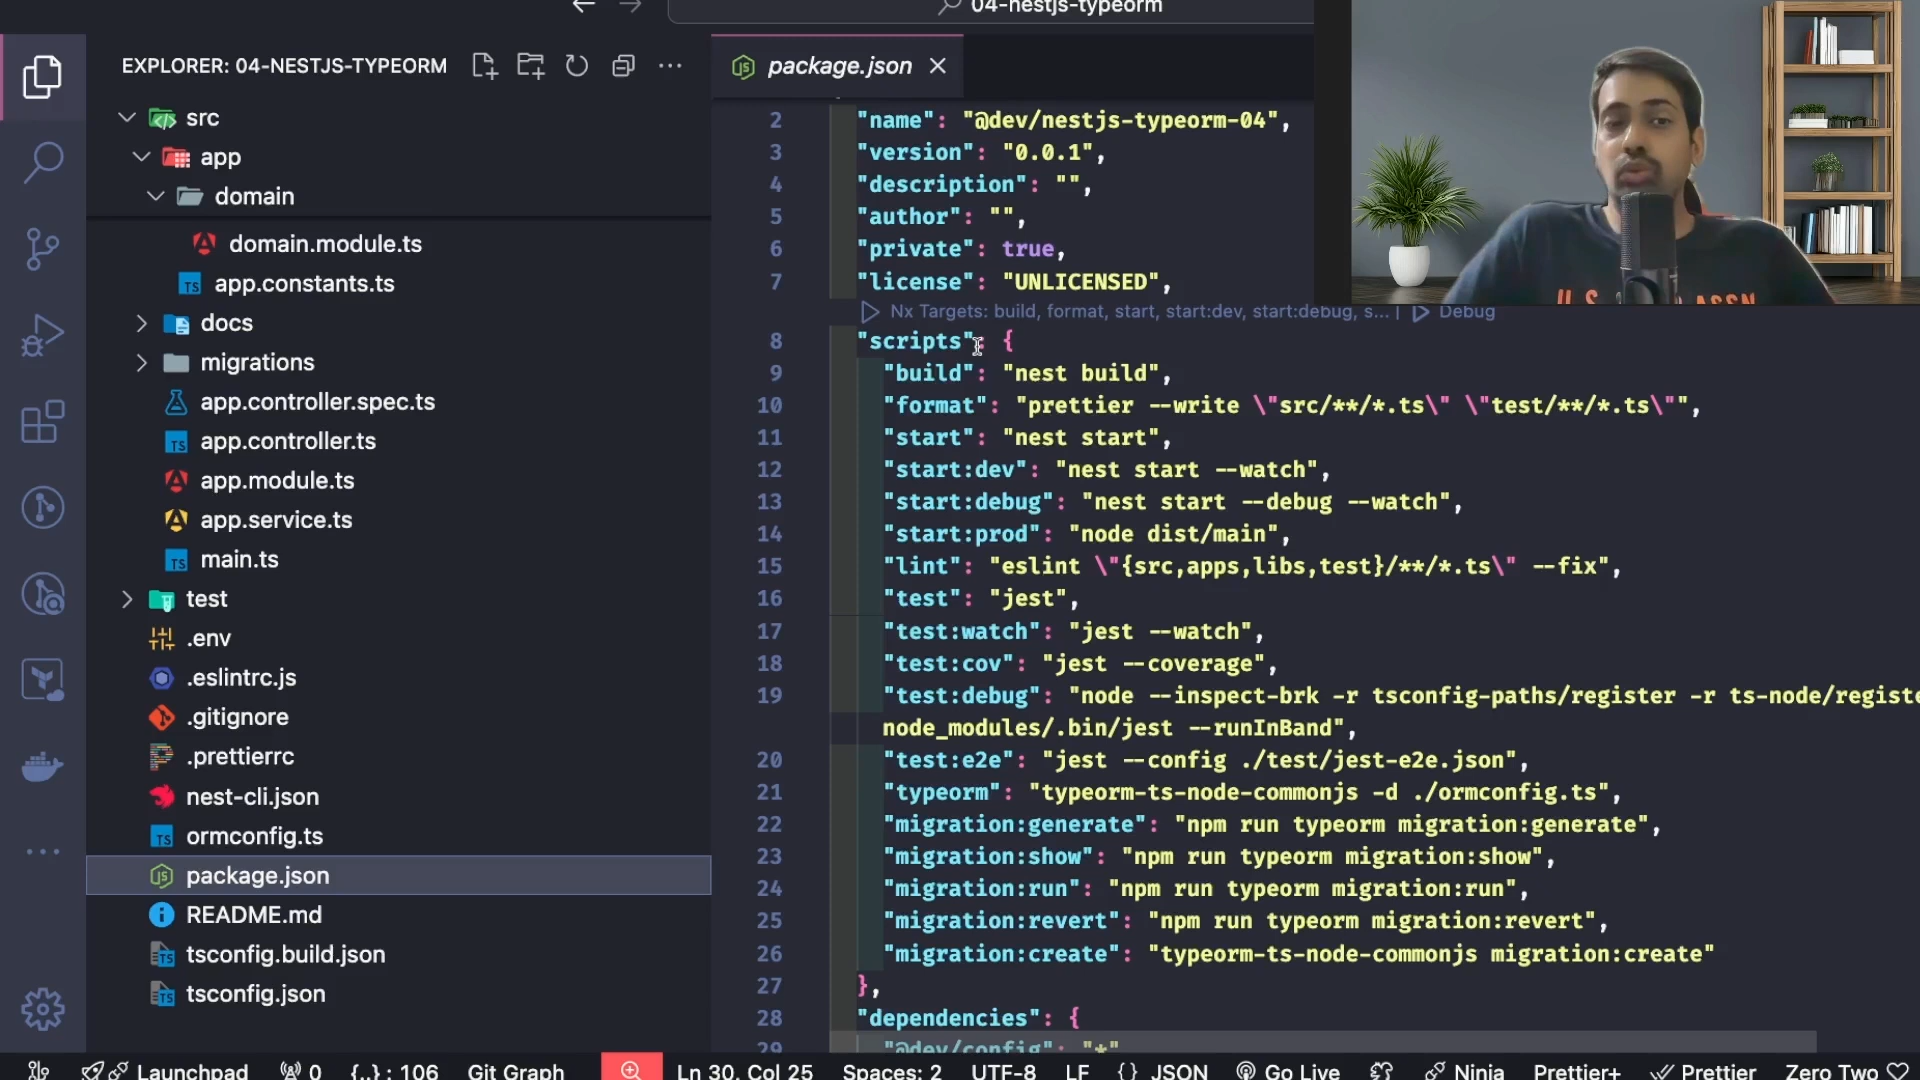 04-nestjs-typeorm
EXPLORER: 04-NESTJS-TYPEORM
src
app
domain
domain.module.ts
app.constants.ts
docs
migrations
app.controller.spec.ts
app.controller.ts
app.module.ts
app.service.ts
main.ts
test
.env
.eslintrc.js
.gitignore
.prettierrc
nest-cli.json
ormconfig.ts
package.json
README.md
tsconfig.build.json
tsconfig.json
package.json
2 "name": "@dev/nestjs-typeorm-04",
3 "version": "0.0.1",
4 "description": "",
5 "author": "",
6 "private": true,
7 "license": "UNLICENSED",
Nx Targets: build, format, start, start:dev, start:debug, s... | Debug
8 "scripts": {
9 "build": "nest build",
10 "format": "prettier --write \"src/**/*.ts\" \"test/**/*.ts\"",
11 "start": "nest start",
12 "start:dev": "nest start --watch",
13 "start:debug": "nest start --debug --watch",
14 "start:prod": "node dist/main",
15 "lint": "eslint \"{src,apps,libs,test}/**/*.ts\" --fix",
16 "test": "jest",
17 "test:watch": "jest --watch",
18 "test:cov": "jest --coverage",
19 "test:debug": "node --inspect-brk -r tsconfig-paths/register -r ts-node/registe
node_modules/.bin/jest --runInBand",
20 "test:e2e": "jest --config ./test/jest-e2e.json",
21 "typeorm": "typeorm-ts-node-commonjs -d ./ormconfig.ts",
22 "migration:generate": "npm run typeorm migration:generate",
23 "migration:show": "npm run typeorm migration:show",
24 "migration:run": "npm run typeorm migration:run",
25 "migration:revert": "npm run typeorm migration:revert",
26 "migration:create": "typeorm-ts-node-commonjs migration:create"
27 },
28 "dependencies": {
29 "@dev/config": "*"
Launchpad 0 {..} : 106 Git Graph Ln 30, Col 25 Spaces: 2 UTF-8 LF {} JSON Go Live Ninja Prettier+ Prettier Zero Two